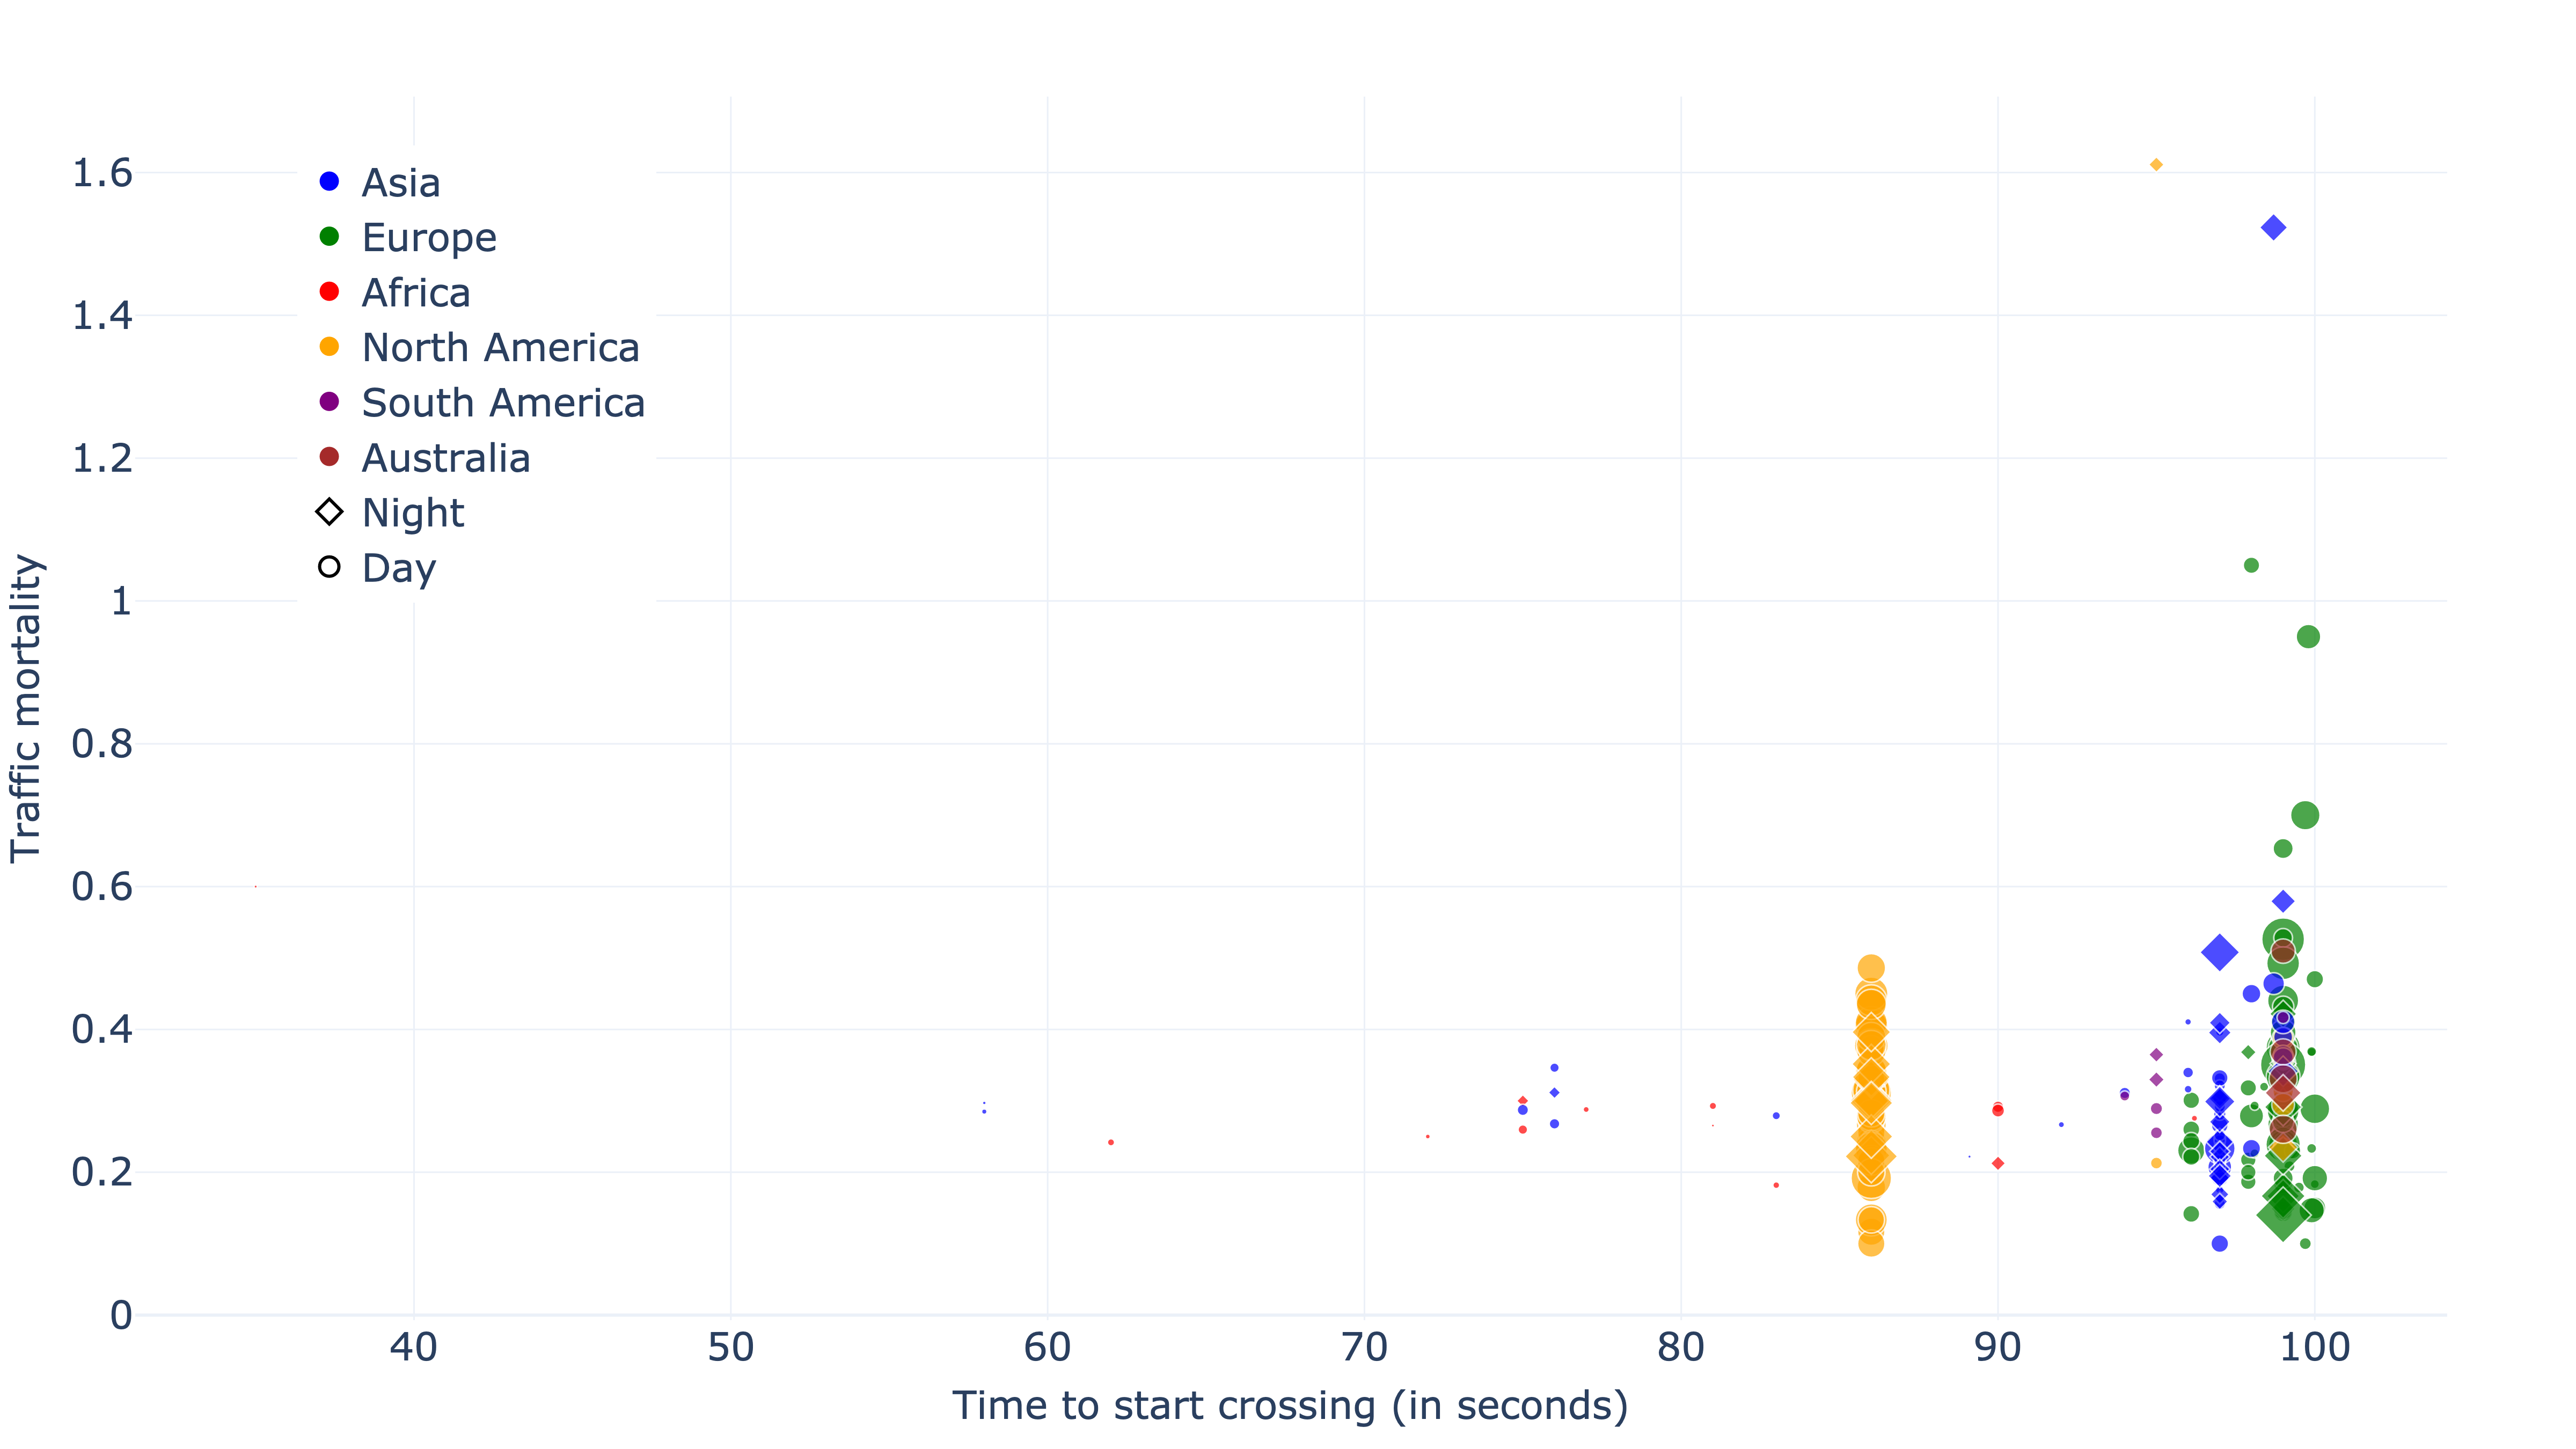 1.6
1.4
1.2
1
0.8
0.6
0.4
0.2
0
Traffic mortality
Asia
Europe
Africa
North America
South America
Australia
Night
Day
40 50 60 70 80 90 100
Time to start crossing (in seconds)